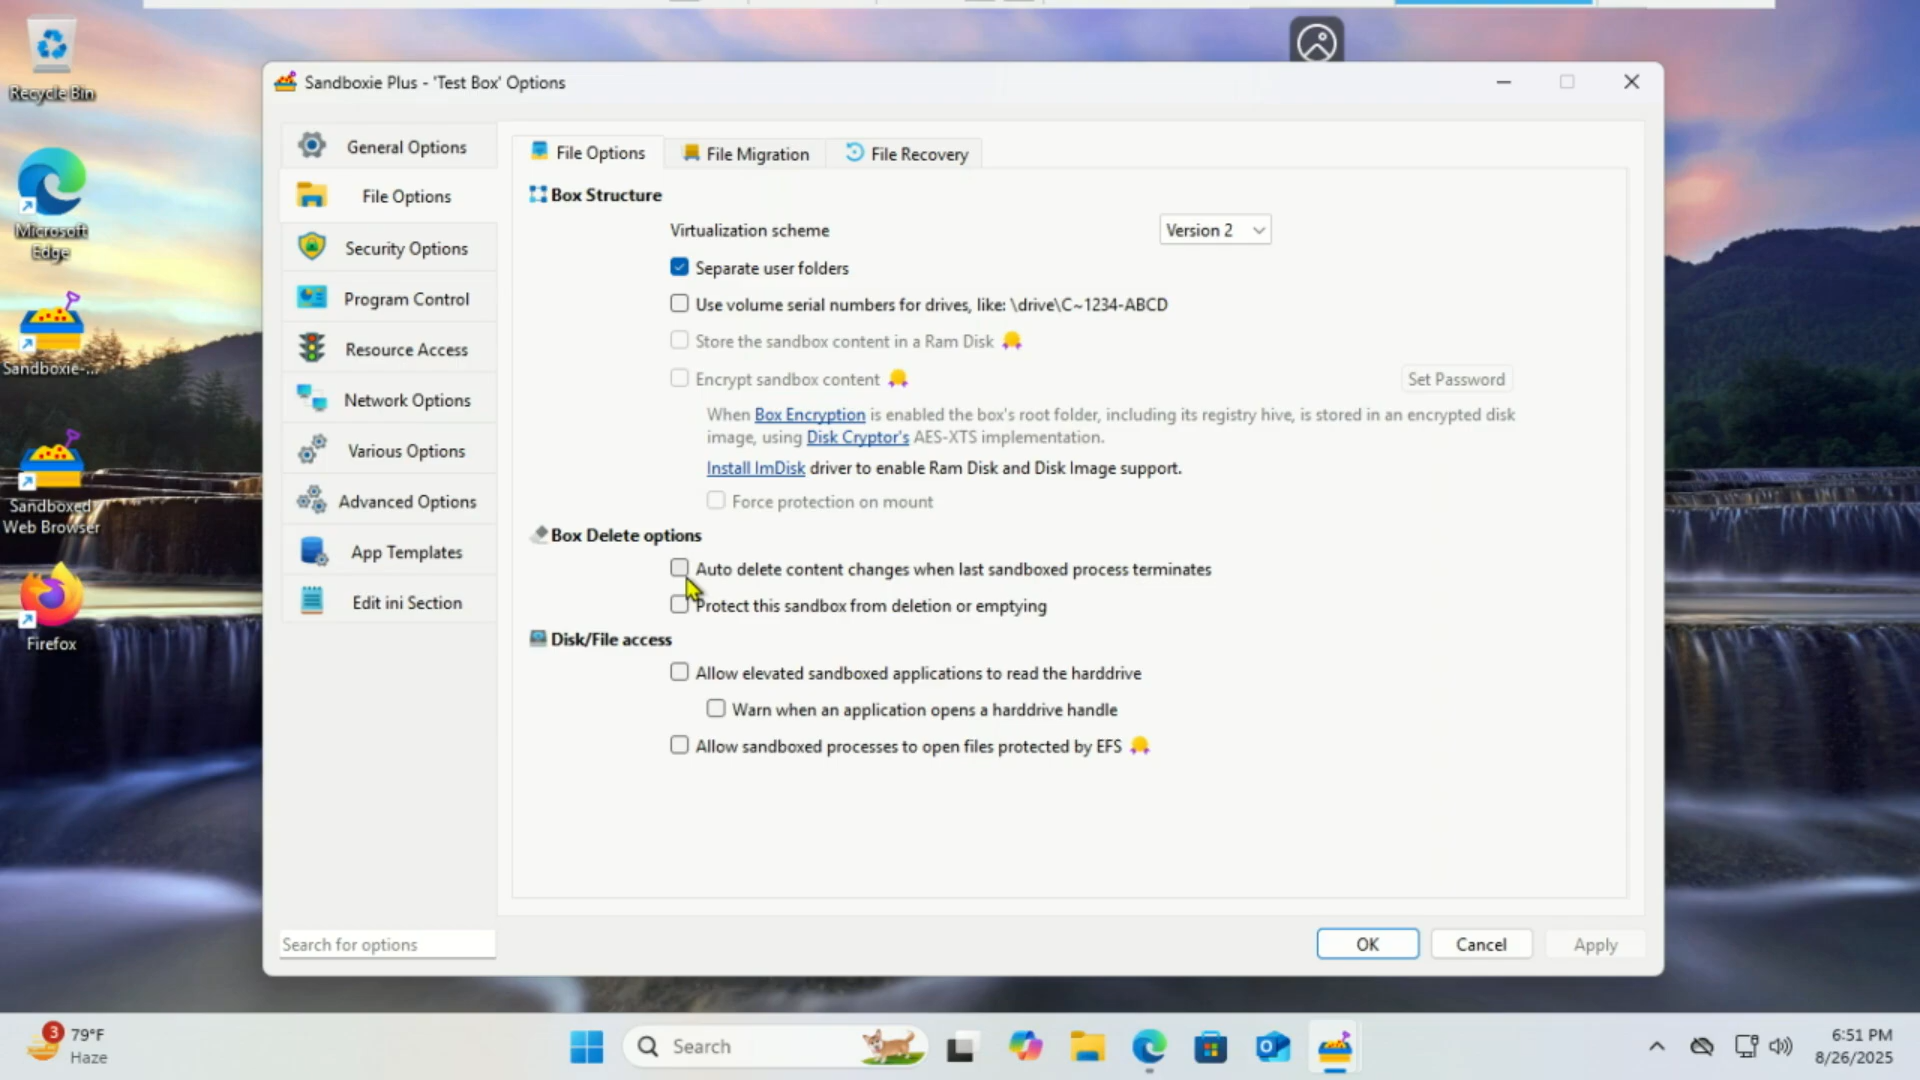 Recycle Bin
Microsoft
Edge
Sandboxie-...
Sandboxed
Web Browser
Firefox
Sandboxie Plus - 'Test Box' Options
General Options
File Options
Security Options
Program Control
Resource Access
Network Options
Various Options
Advanced Options
App Templates
Edit ini Section
Search for options
File Options
File Migration
File Recovery
Box Structure
Virtualization scheme
Version 2
Separate user folders
Use volume serial numbers for drives, like: \drive\C~1234-ABCD
Store the sandbox content in a Ram Disk
Encrypt sandbox content
Set Password
When Box Encryption is enabled the box's root folder, including its registry hive, is stored in an encrypted disk
image, using Disk Cryptor's AES-XTS implementation.
Install ImDisk driver to enable Ram Disk and Disk Image support.
Force protection on mount
Box Delete options
Auto delete content changes when last sandboxed process terminates
Protect this sandbox from deletion or emptying
Disk/File access
Allow elevated sandboxed applications to read the harddrive
Warn when an application opens a harddrive handle
Allow sandboxed processes to open files protected by EFS
OK
Cancel
Apply
3
79°F
Haze
Search
6:51 PM
8/26/2025